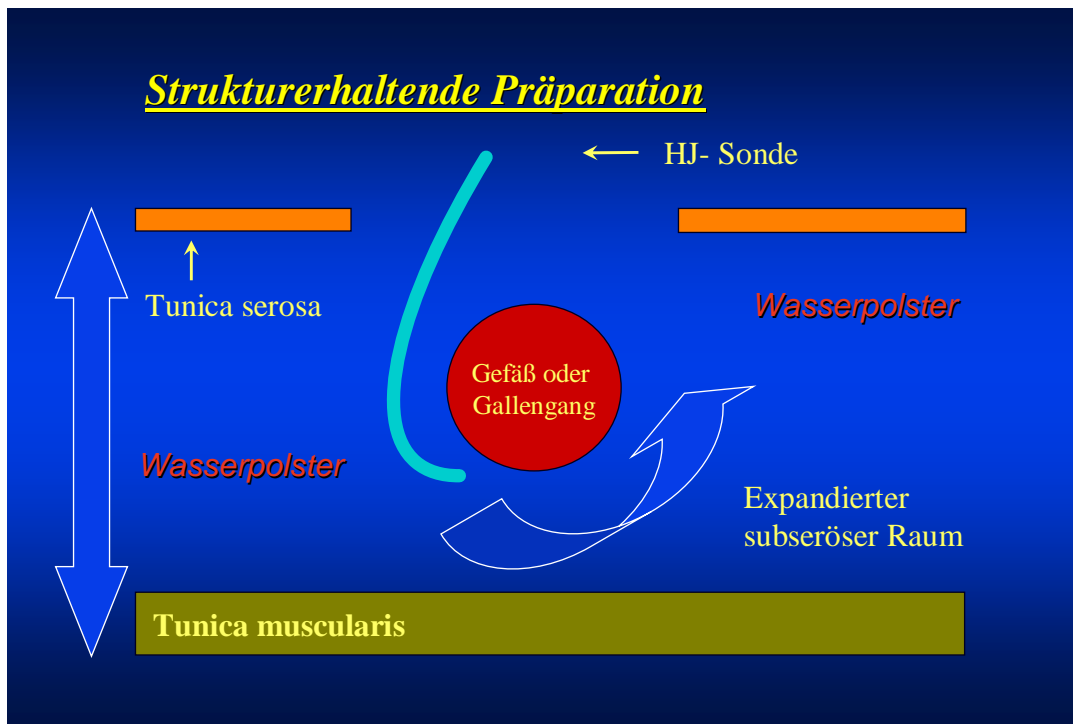 Strukturerhaltende Präparation
HJ- Sonde
Tunica serosa
Wasserpolster
Gefäß oder
Gallengang
Wasserpolster
Expandierter
subseröser Raum
Tunica muscularis